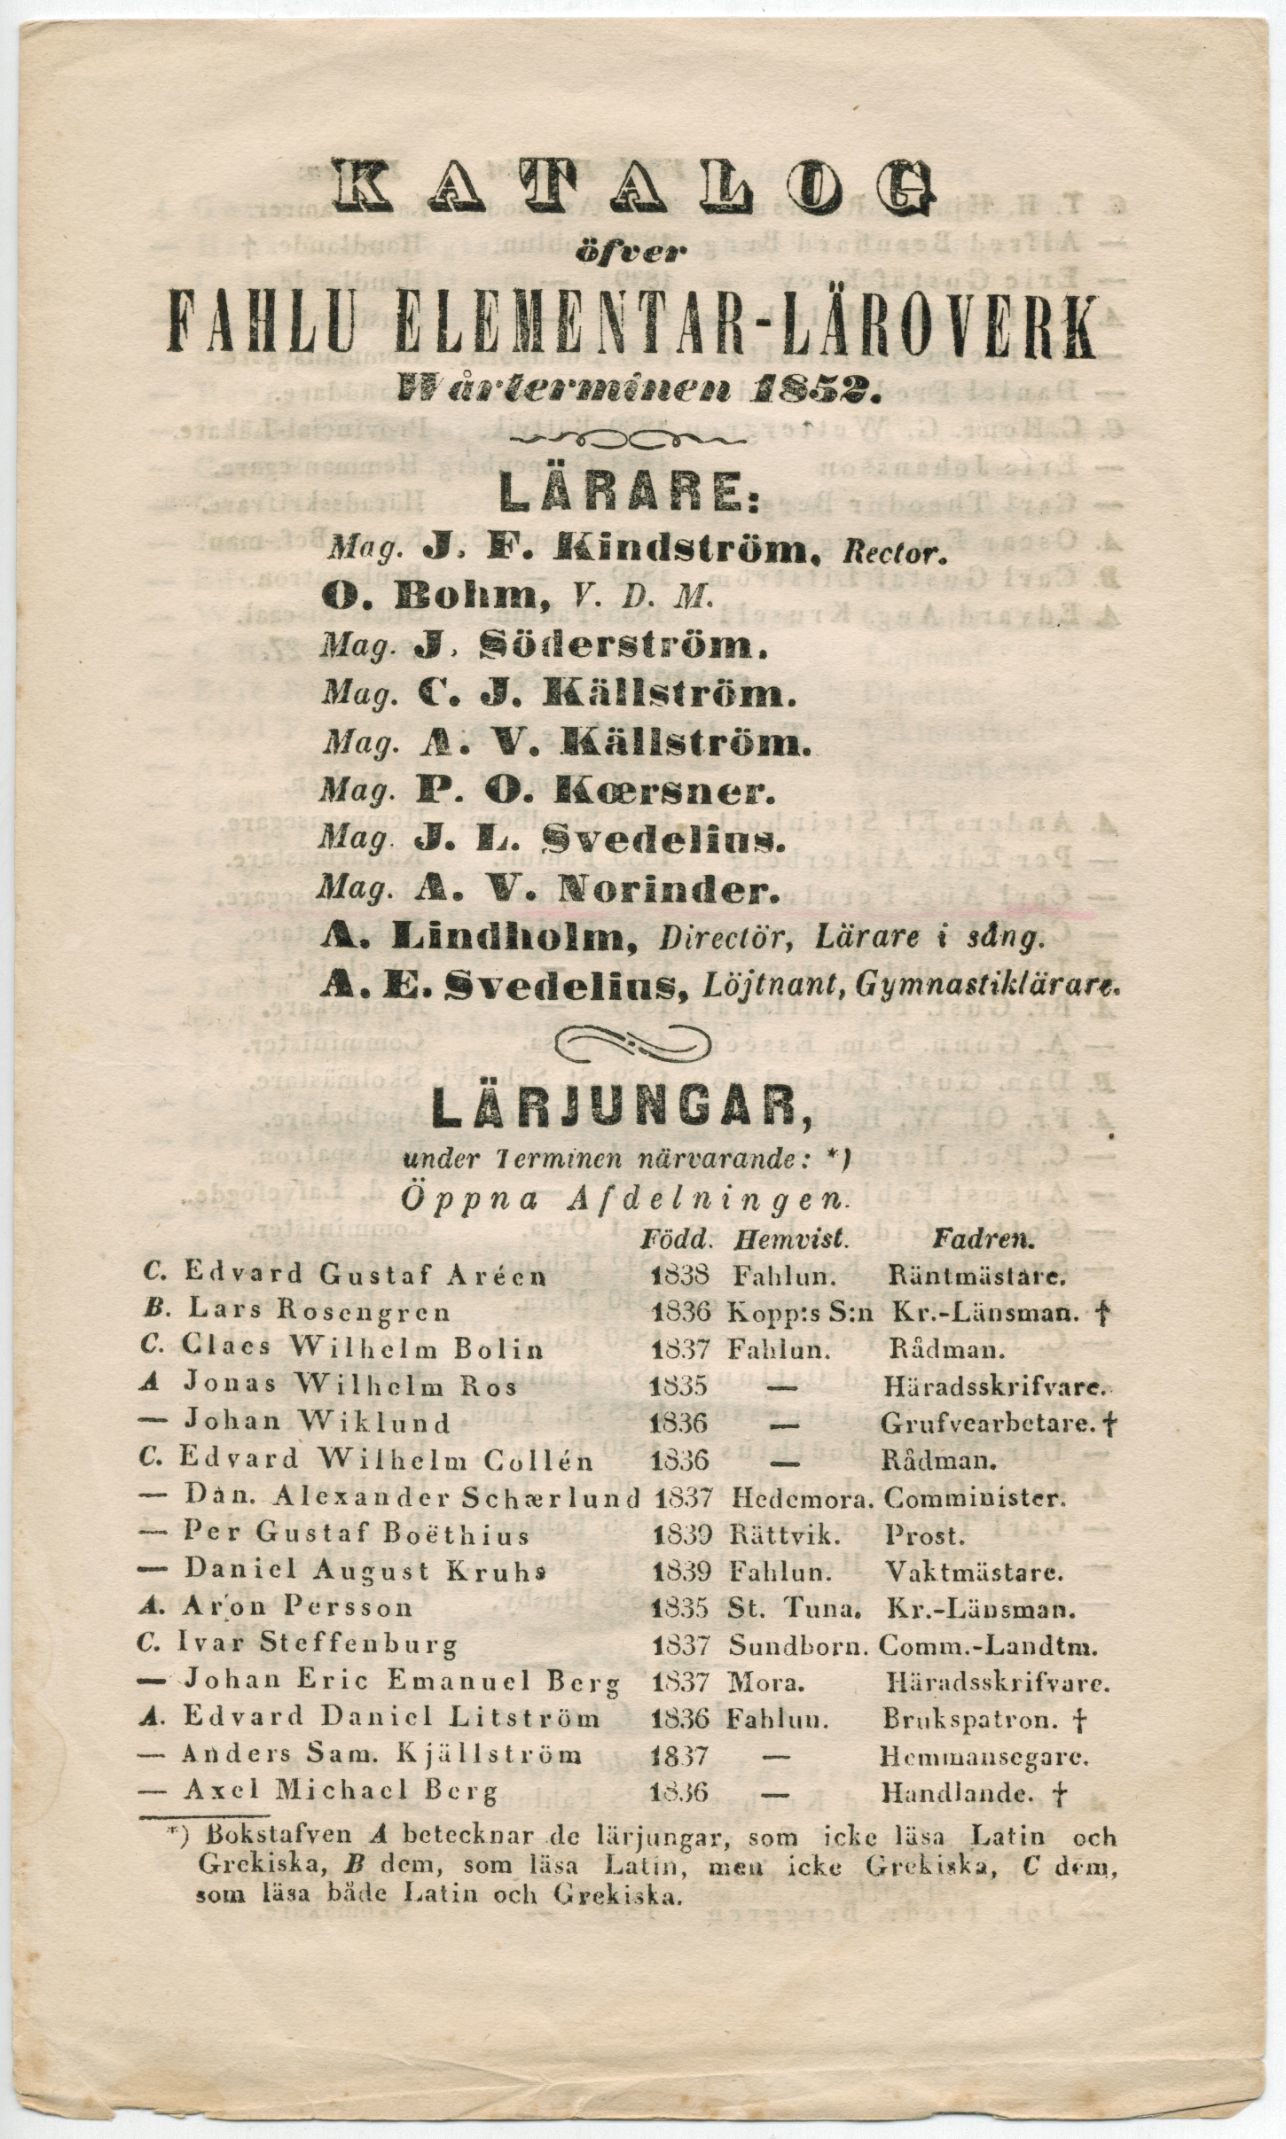 KATALOG
öfver
FAHLU ELEMENTAR-LÄROVERK
Wårterminen 1852.
LÄRARE:
Mag. J. F. Kindström, Rector.
O. Bohm, V. D. M.
Mag. J. Söderström.
Mag. C. J. Källström.
Mag. A. V. Källström.
Mag. P. O. Kœrsner.
Mag. J. L. Svedelius.
Mag. A. V. Norinder.
A. Lindholm, Directör, Lärare i sång.
A. E. Svedelius, Löjtnant, Gymnastiklärare.
LÄRJUNGAR,
under Terminen närvarande: *)
Öppna Afdelningen.
Född. Hemvist. Fadren.
C. Edvard Gustaf Aréen 1838 Fahlun. Räntmästare.
B. Lars Rosengren 1836 Kopp:s S:n Kr.-Länsman. †
C. Claes Wilhelm Bolin 1837 Fahlun. Rådman.
A Jonas Wilhelm Ros 1835 — Häradsskrifvare.
— Johan Wiklund 1836 — Grufvearbetare. †
C. Edvard Wilhelm Collén 1836 — Rådman.
— Dan. Alexander Schærlund 1837 Hedemora. Comminister.
— Per Gustaf Boëthius 1839 Rättvik. Prost.
— Daniel August Kruhs 1839 Fahlun. Vaktmästare.
A. Aron Persson 1835 St. Tuna. Kr.-Länsman.
C. Ivar Steffenburg 1837 Sundborn. Comm.-Landtm.
— Johan Eric Emanuel Berg 1837 Mora. Häradsskrifvare.
A. Edvard Daniel Litström 1836 Fahlun. Brukspatron. †
— Anders Sam. Kjällström 1837 — Hemmansegare.
— Axel Michael Berg 1836 — Handlande. †
*) Bokstafven A betecknar de lärjungar, som icke läsa Latin och
Grekiska, B dem, som läsa Latin, men icke Grekiska, C dem,
som läsa både Latin och Grekiska.